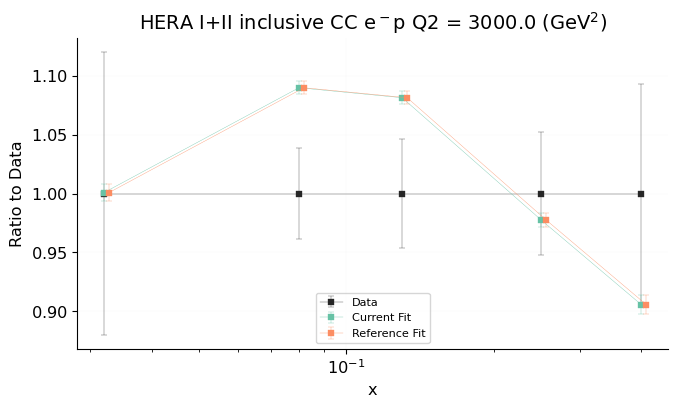 HERA I+II inclusive CC e⁻p Q2 = 3000.0 (GeV²)
Ratio to Data
1.10
1.05
1.00
0.95
0.90
Data
Current Fit
Reference Fit
10⁻¹
x